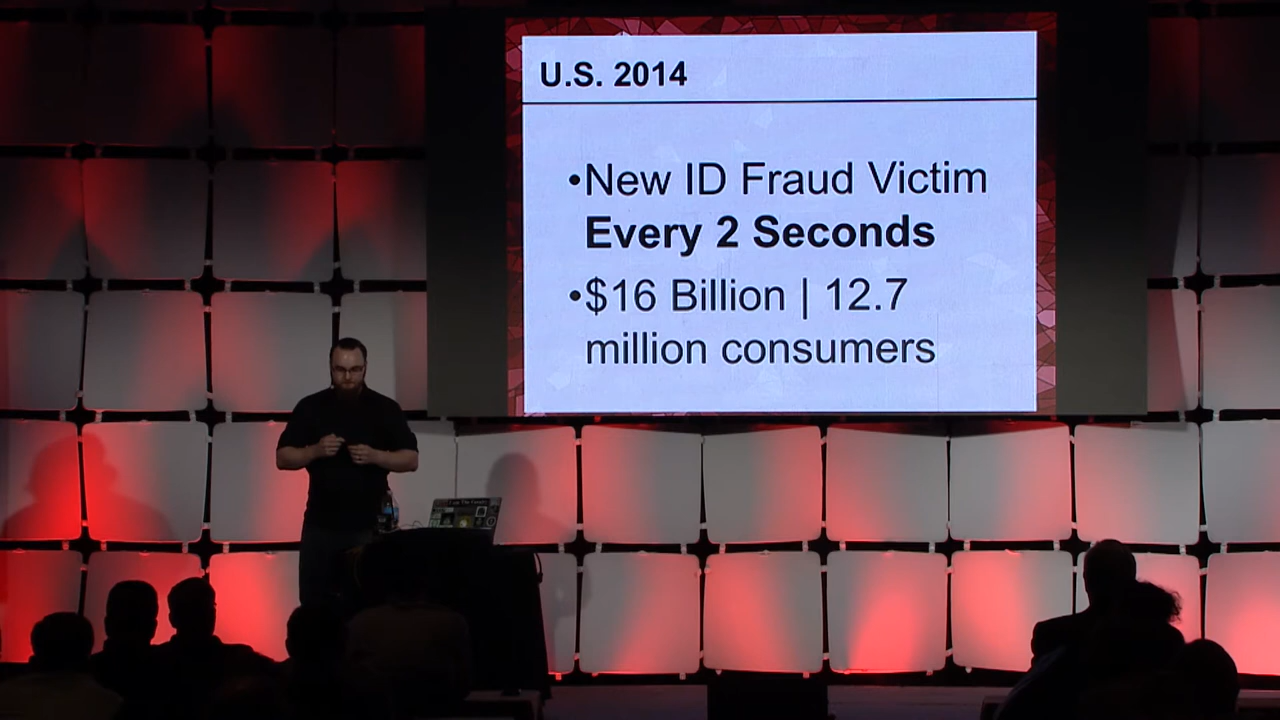 U.S. 2014
•New ID Fraud Victim
Every 2 Seconds
•$16 Billion | 12.7
million consumers